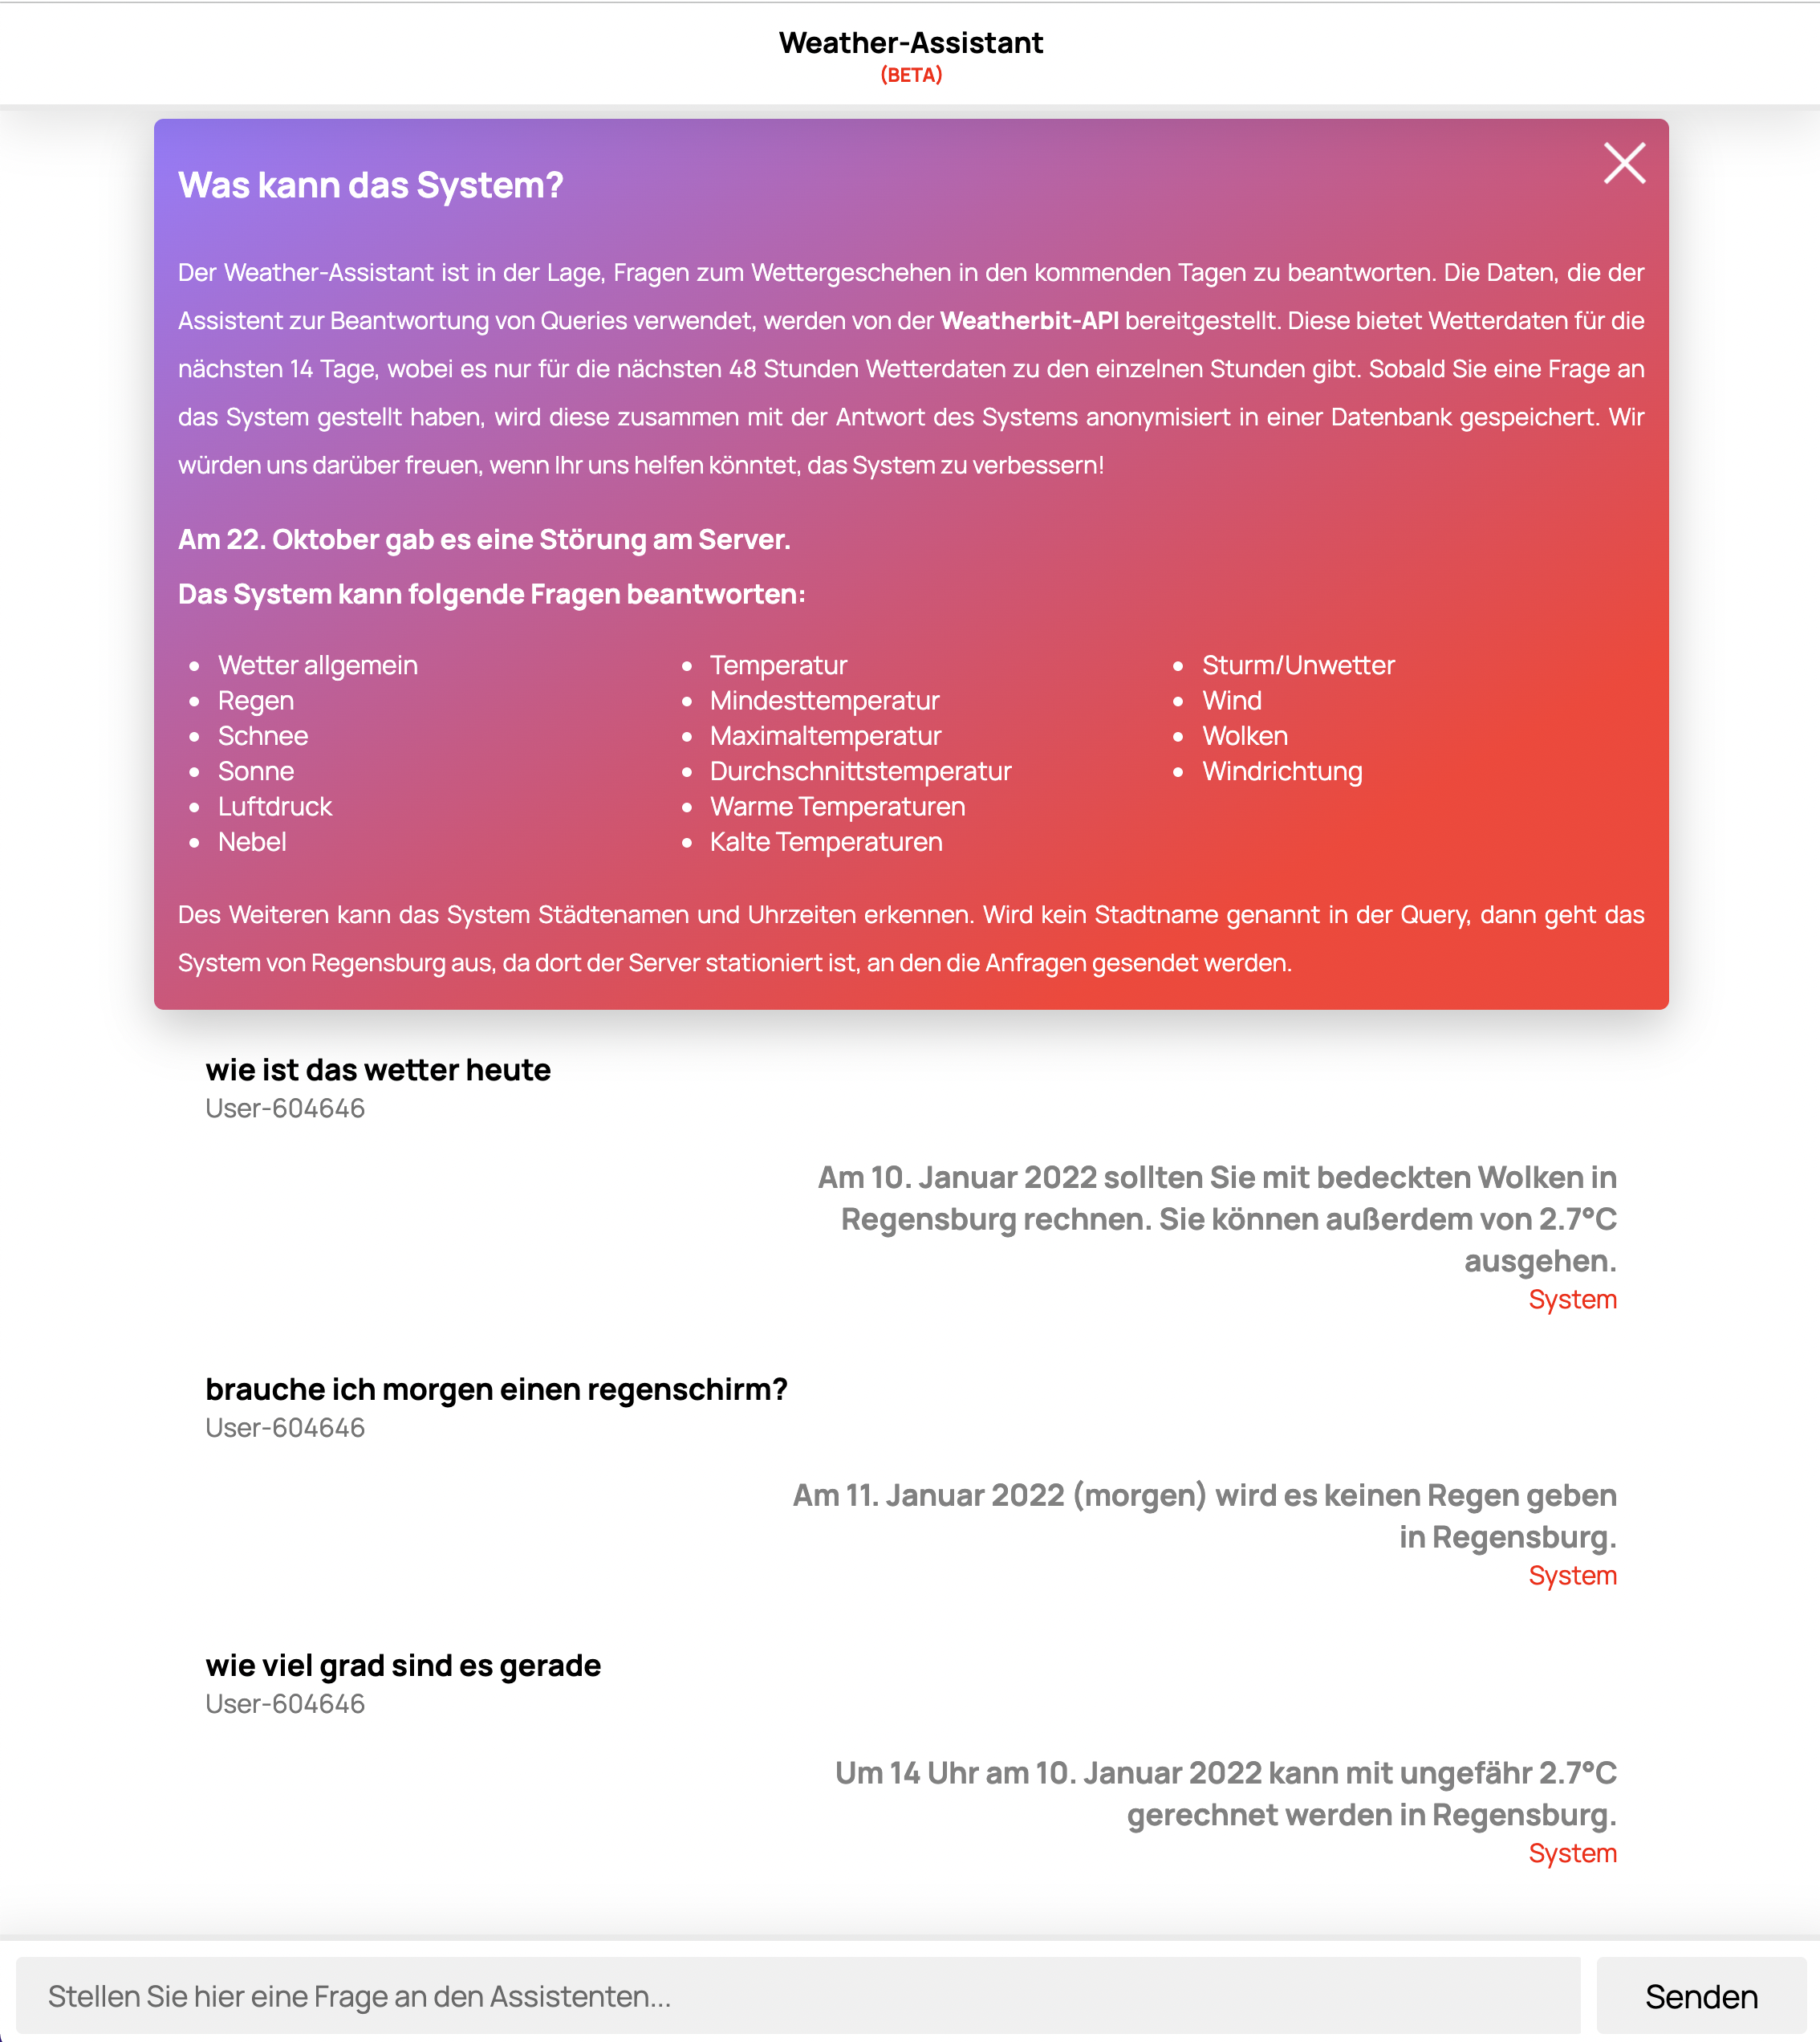 Weather-Assistant
(BETA)
Was kann das System?
Der Weather-Assistant ist in der Lage, Fragen zum Wettergeschehen in den kommenden Tagen zu beantworten. Die Daten, die der
Assistent zur Beantwortung von Queries verwendet, werden von der Weatherbit-API bereitgestellt. Diese bietet Wetterdaten für die
nächsten 14 Tage, wobei es nur für die nächsten 48 Stunden Wetterdaten zu den einzelnen Stunden gibt. Sobald Sie eine Frage an
das System gestellt haben, wird diese zusammen mit der Antwort des Systems anonymisiert in einer Datenbank gespeichert. Wir
würden uns darüber freuen, wenn Ihr uns helfen könntet, das System zu verbessern!
Am 22. Oktober gab es eine Störung am Server.
Das System kann folgende Fragen beantworten:
• Wetter allgemein
• Regen
• Schnee
• Sonne
• Luftdruck
• Nebel
• Temperatur
• Mindesttemperatur
• Maximaltemperatur
• Durchschnittstemperatur
• Warme Temperaturen
• Kalte Temperaturen
• Sturm/Unwetter
• Wind
• Wolken
• Windrichtung
Des Weiteren kann das System Städtenamen und Uhrzeiten erkennen. Wird kein Stadtname genannt in der Query, dann geht das
System von Regensburg aus, da dort der Server stationiert ist, an den die Anfragen gesendet werden.
wie ist das wetter heute
User-604646
Am 10. Januar 2022 sollten Sie mit bedeckten Wolken in
Regensburg rechnen. Sie können außerdem von 2.7°C
ausgehen.
System
brauche ich morgen einen regenschirm?
User-604646
Am 11. Januar 2022 (morgen) wird es keinen Regen geben
in Regensburg.
System
wie viel grad sind es gerade
User-604646
Um 14 Uhr am 10. Januar 2022 kann mit ungefähr 2.7°C
gerechnet werden in Regensburg.
System
Stellen Sie hier eine Frage an den Assistenten...
Senden